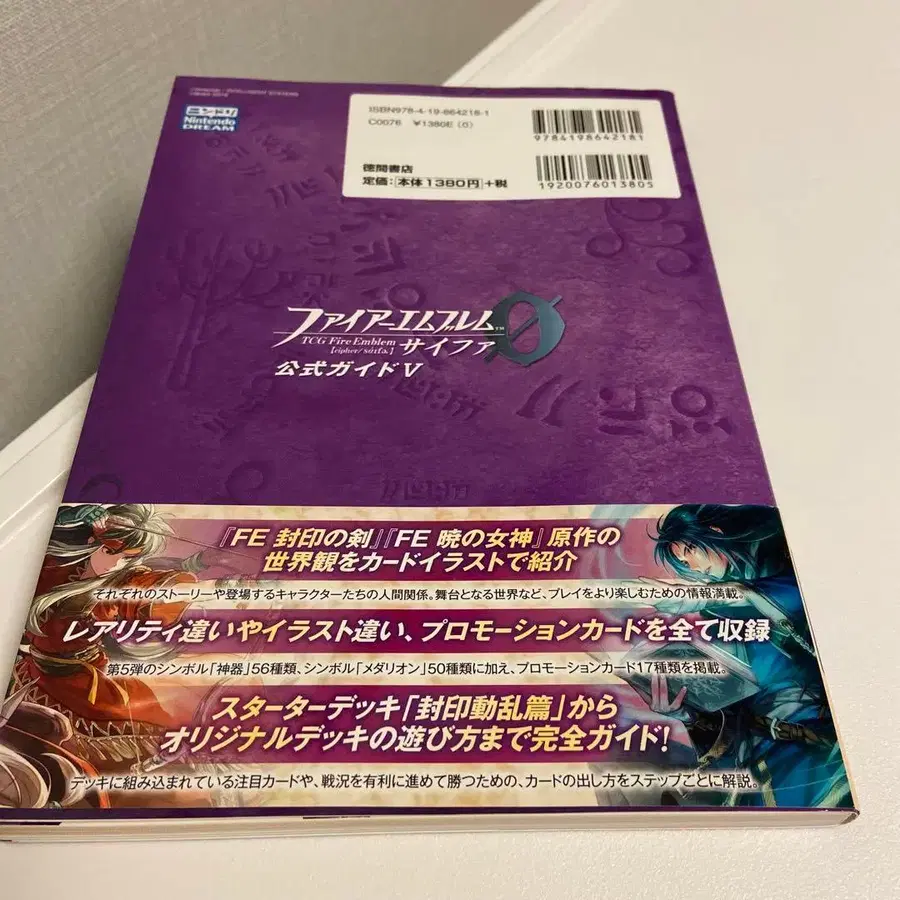 ニンドリ
Nintendo
DREAM
ISBN978-4-19-864218-1
C0076 ¥1380E (0)
徳間書店
定価:本体1380円+税
9784198642181
1920076013805
ファイアーエムブレム™0
TCG Fire Emblem
サイファ
公式ガイドⅤ
『FE 封印の剣』『FE 暁の女神』原作の
世界観をカードイラストで紹介
それぞれのストーリーや登場するキャラクターたちの人間関係。舞台となる世界など、プレイをより楽しむための情報満載。
レアリティ違いやイラスト違い、プロモーションカードを全て収録
第5弾のシンボル「神器」56種類、シンボル「メダリオン」50種類に加え、プロモーションカード17種類を掲載。
スターターデッキ「封印動乱篇」から
オリジナルデッキの遊び方まで完全ガイド!
デッキに組み込まれている注目カードや、戦況を有利に進めて勝つための、カードの出し方をステップごとに解説。